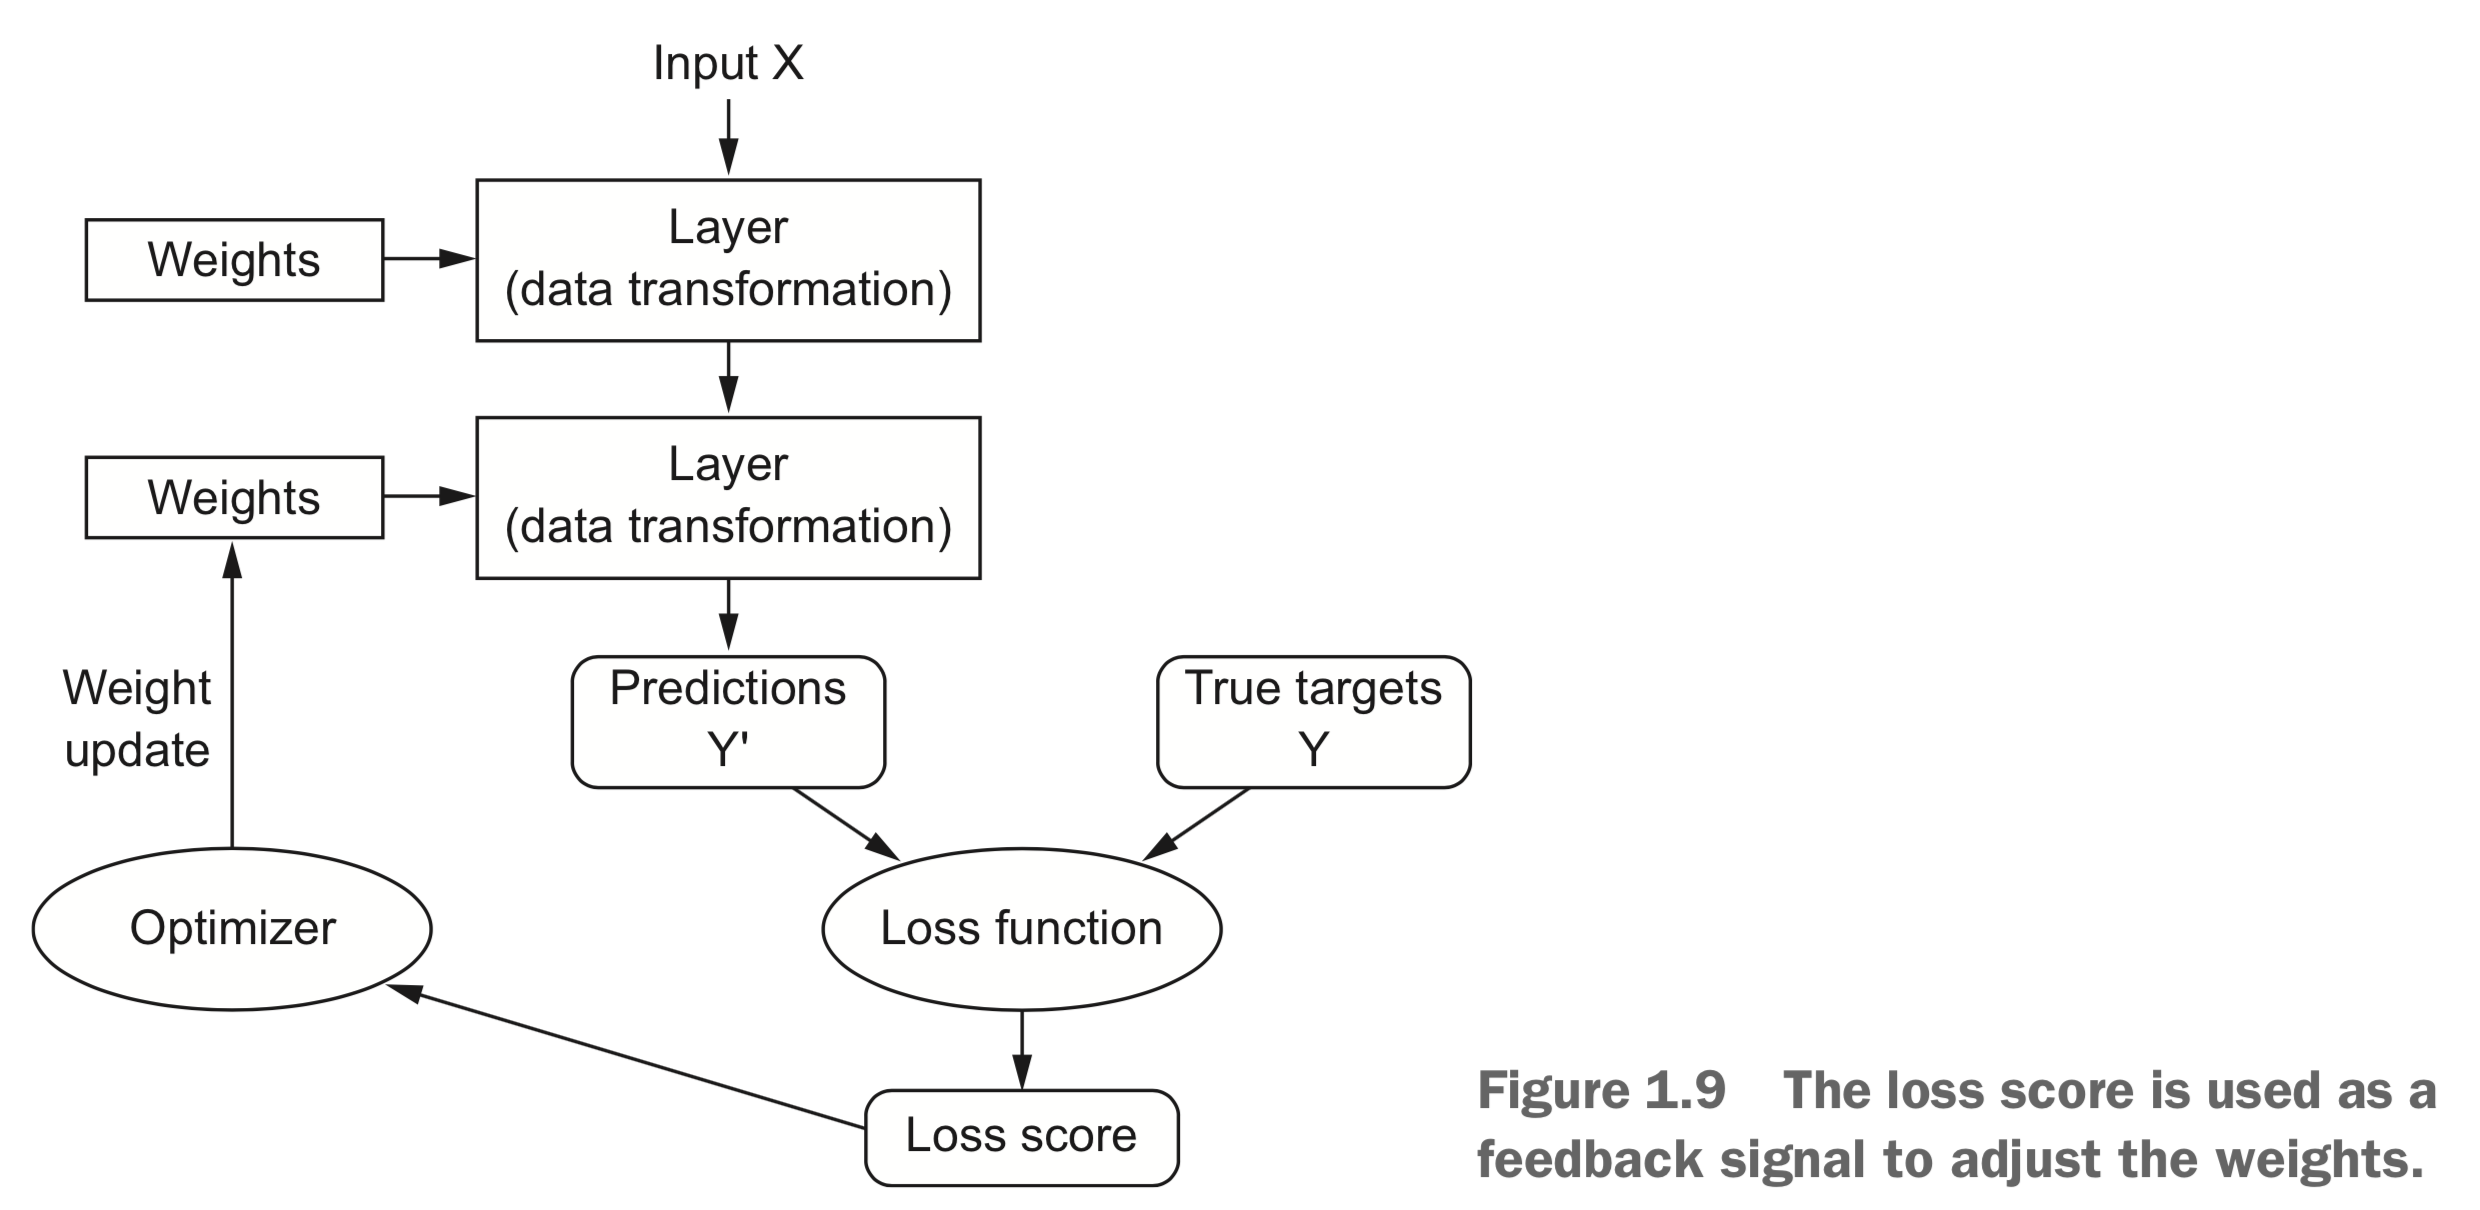 Input X
Layer
(data transformation)
Weights
Layer
(data transformation)
Weights
Weight
update
Predictions
Y'
True targets
Y
Optimizer
Loss function
Loss score
Figure 1.9 The loss score is used as a
feedback signal to adjust the weights.